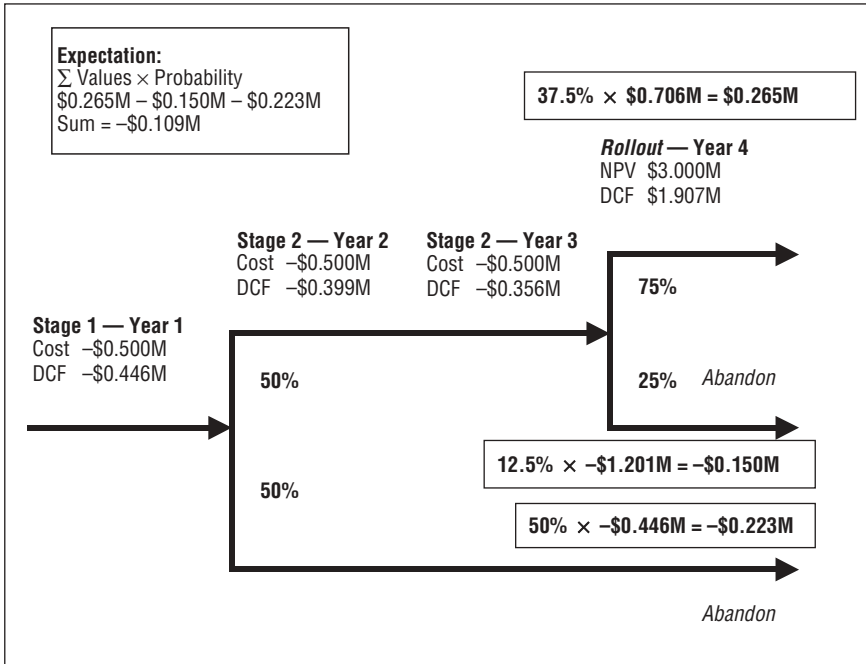 Expectation:
∑ Values × Probability
$0.265M – $0.150M – $0.223M
Sum = –$0.109M
37.5% × $0.706M = $0.265M
Rollout — Year 4
NPV $3.000M
DCF $1.907M
Stage 2 — Year 2
Cost –$0.500M
DCF –$0.399M
Stage 2 — Year 3
Cost –$0.500M
DCF –$0.356M
75%
Stage 1 — Year 1
Cost –$0.500M
DCF –$0.446M
50%
25% Abandon
12.5% × –$1.201M = –$0.150M
50%
50% × –$0.446M = –$0.223M
Abandon